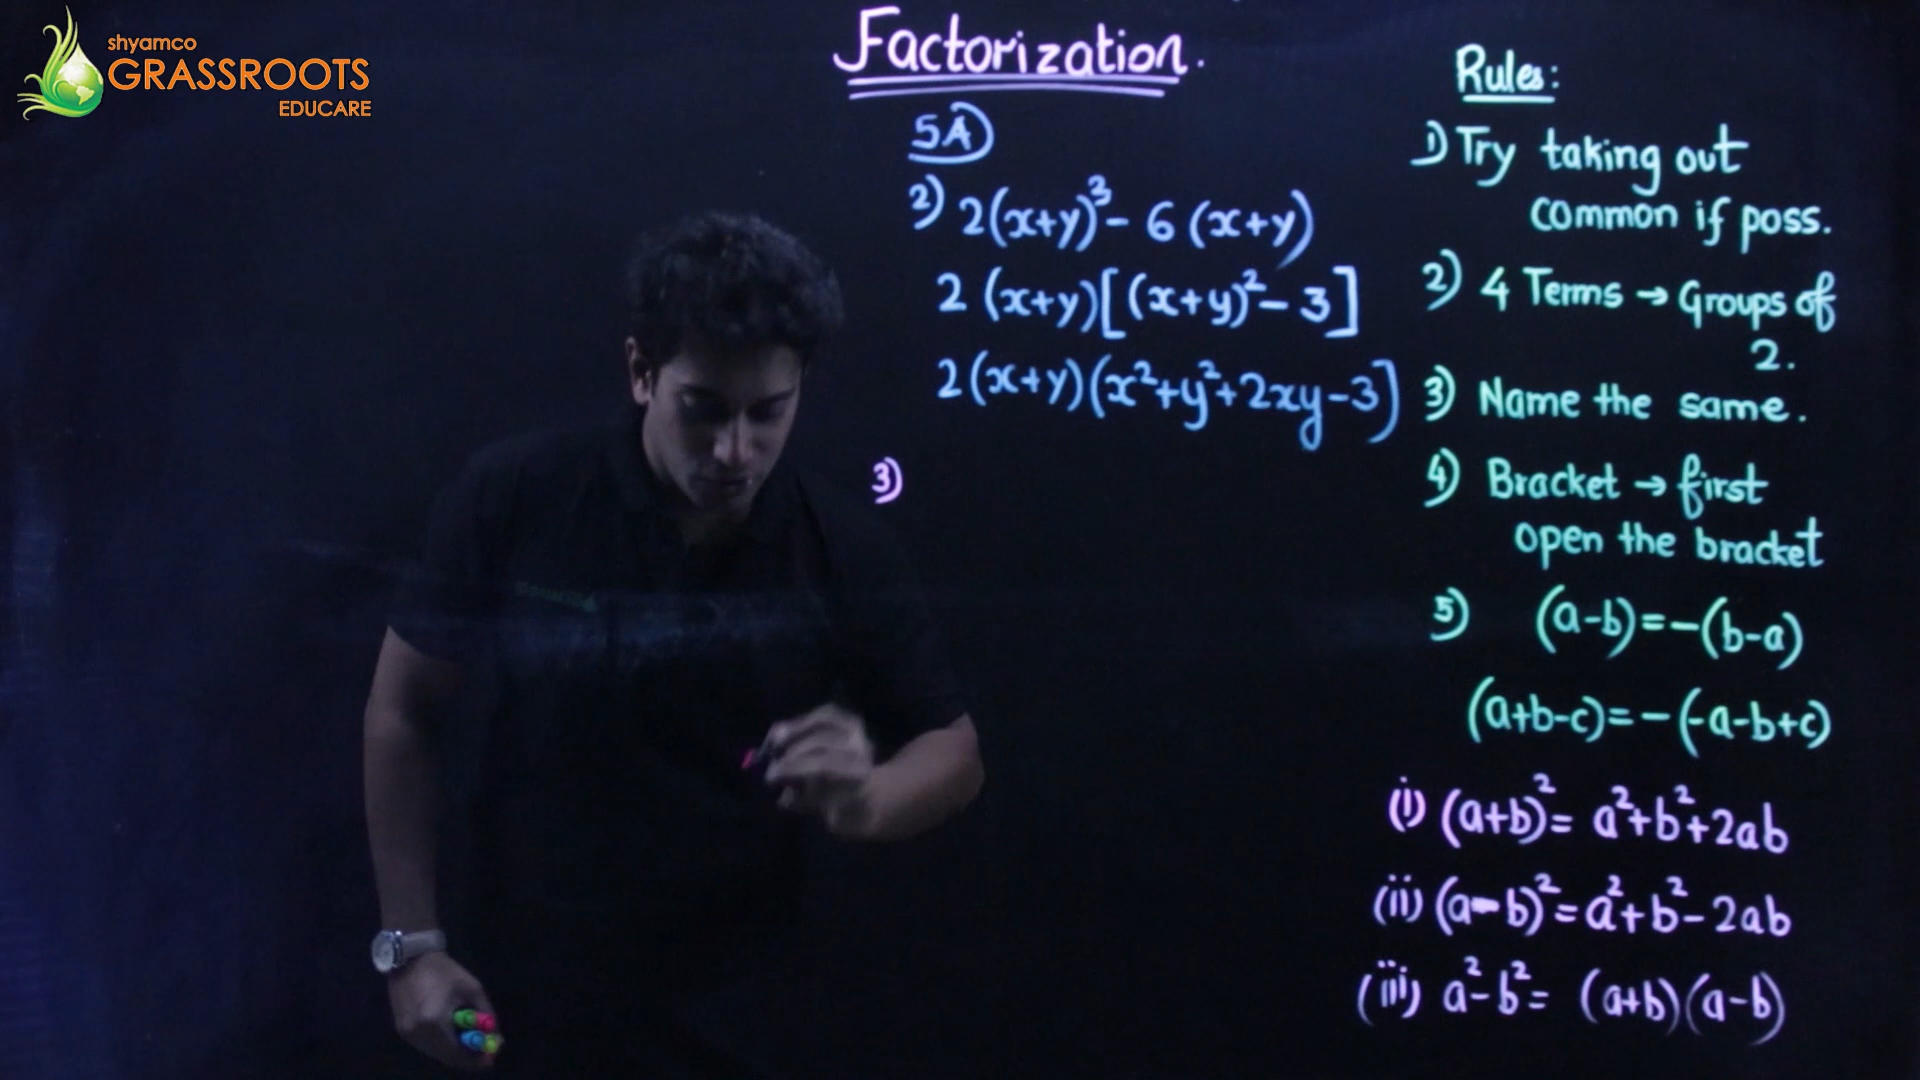 shyamco
GRASSROOTS
EDUCARE
Factorization.
5A)
2) 2(x+y)³- 6(x+y)
2(x+y)[(x+y)²-3]
2(x+y)(x²+y²+2xy-3]
3)
Rules:
1) Try taking out
common if poss.
2) 4 Terms → Groups of
2.
3) Name the same.
4) Bracket → first
open the bracket
5) (a-b)=-(b-a)
(a+b-c)=-(-a-b+c)
(i) (a+b)²= a²+b²+2ab
(ii) (a-b)²=a²+b²-2ab
(iii) a²-b²= (a+b)(a-b)